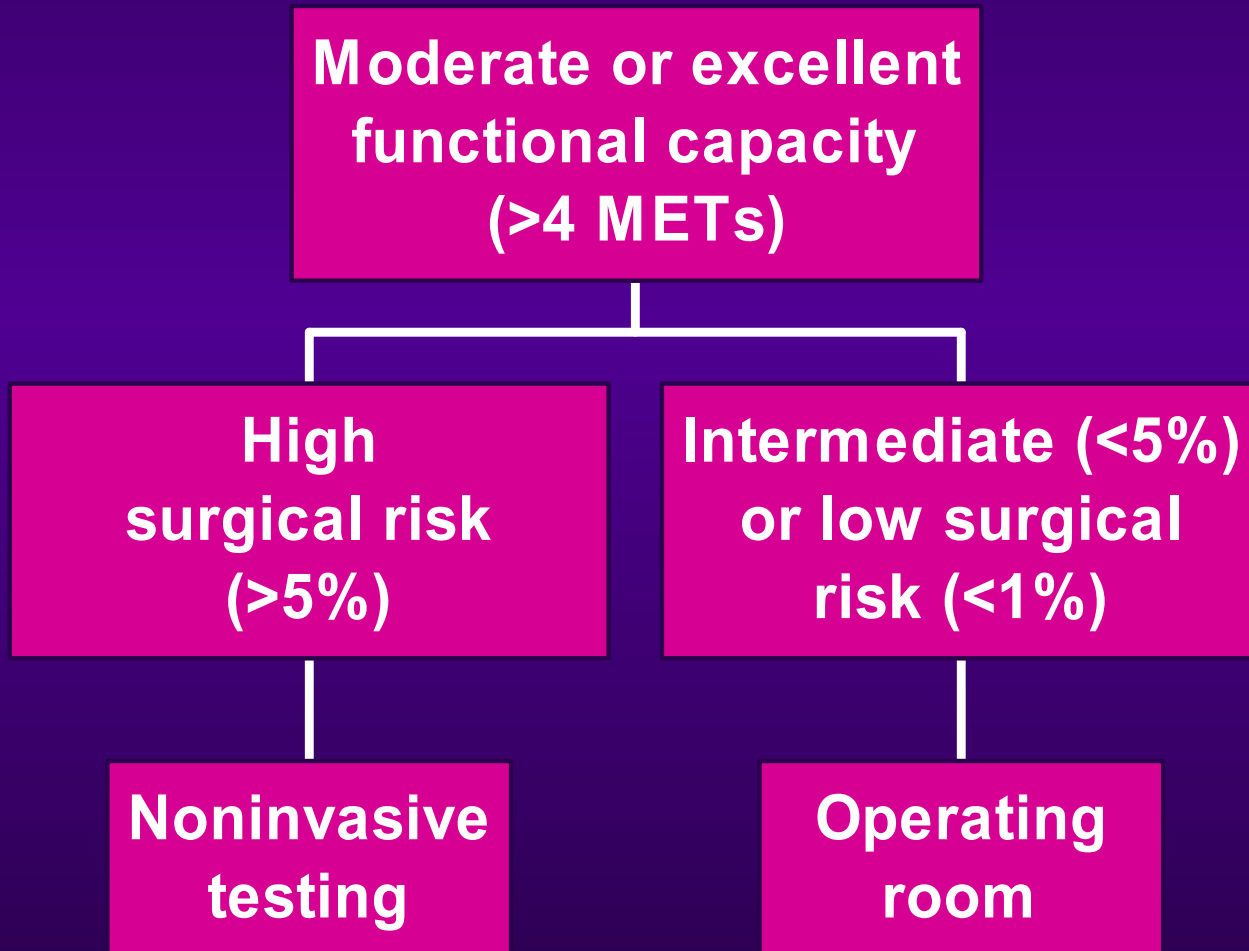 Moderate or excellent
functional capacity
(>4 METs)
High
surgical risk
(>5%)
Intermediate (<5%)
or low surgical
risk (<1%)
Noninvasive
testing
Operating
room